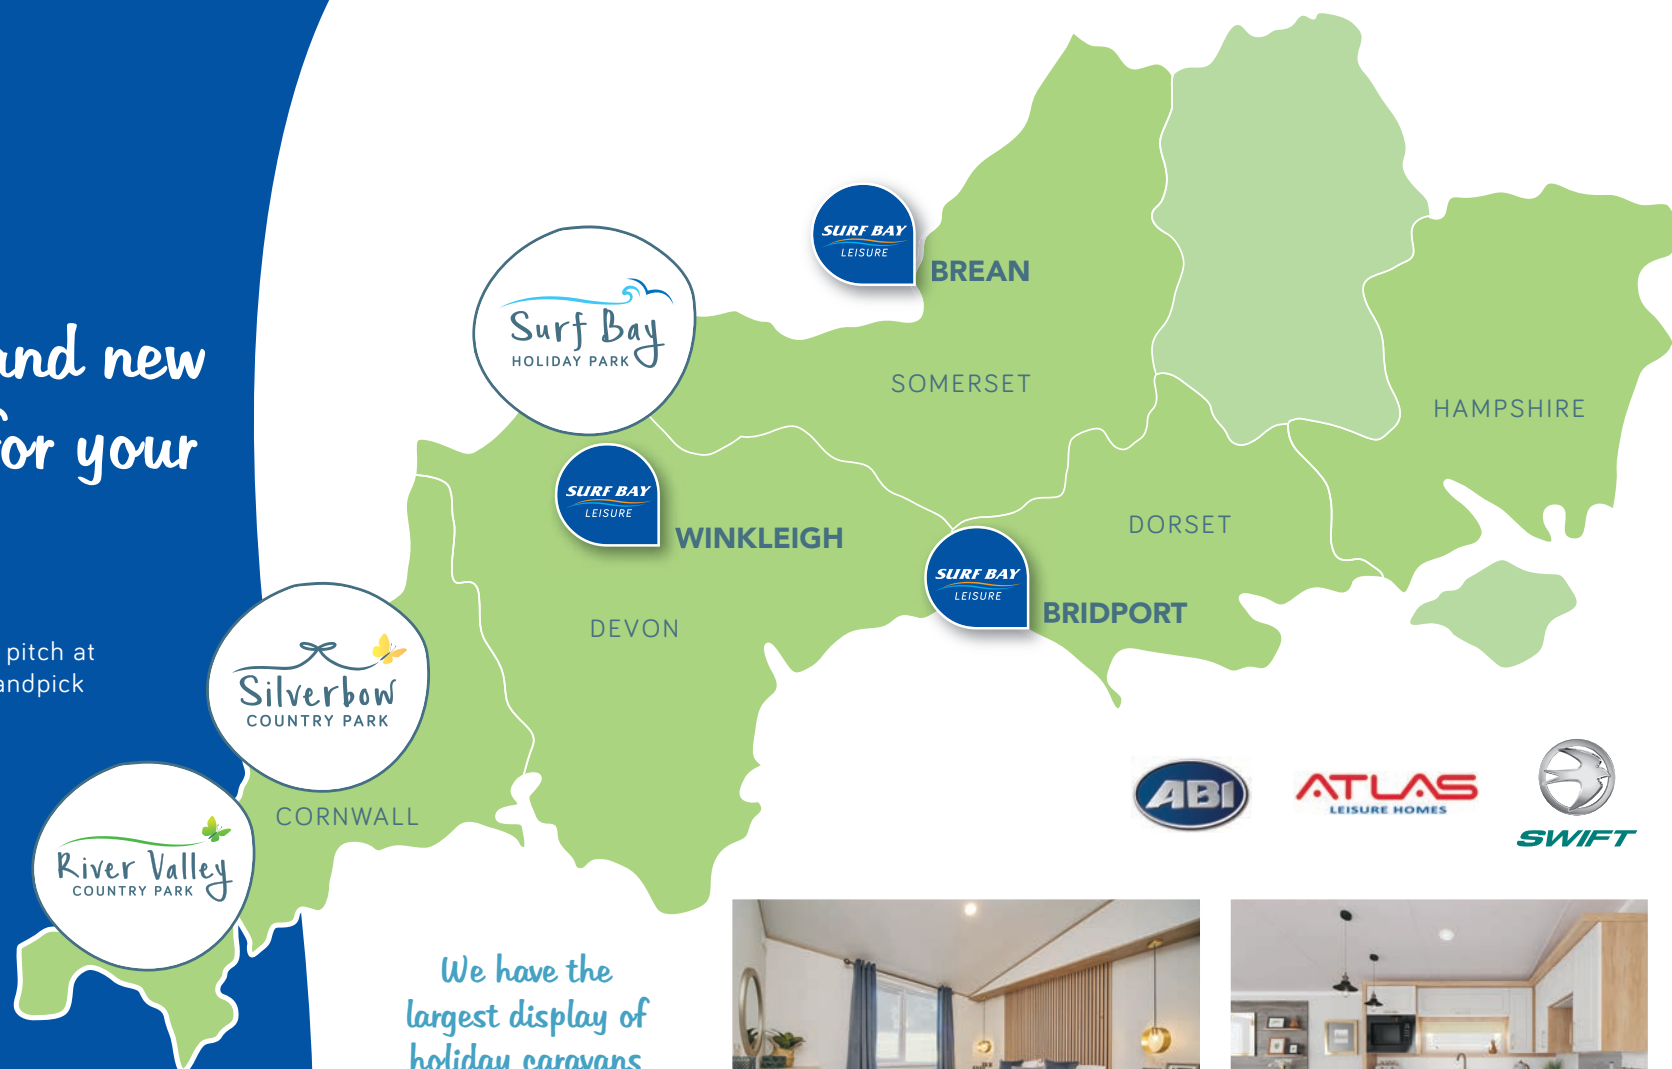 and new
for your
pitch at
andpick
SURF BAY
LEISURE
BREAN
Surf Bay
HOLIDAY PARK
SOMERSET
HAMPSHIRE
SURF BAY
LEISURE
WINKLEIGH
DORSET
SURF BAY
LEISURE
BRIDPORT
DEVON
Silverbow
COUNTRY PARK
CORNWALL
River Valley
COUNTRY PARK
ABI
ATLAS
LEISURE HOMES
SWIFT
We have the
largest display of
holiday caravans